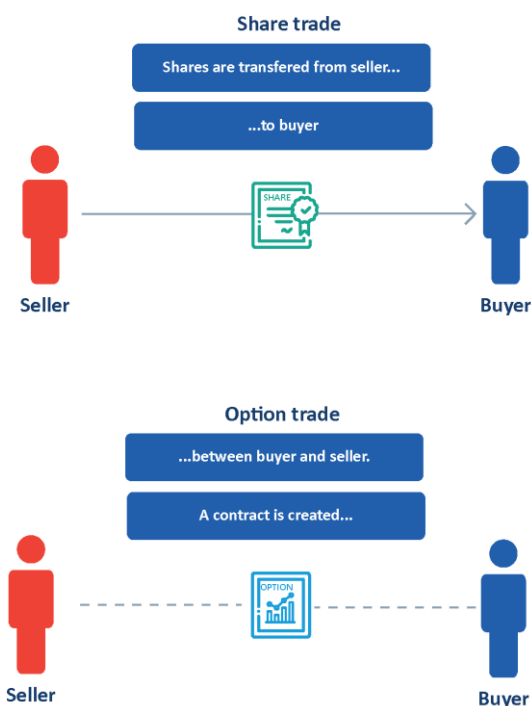 Share trade
Shares are transfered from seller...
...to buyer
SHARE
Seller
Buyer
Option trade
...between buyer and seller.
A contract is created...
OPTION
Seller
Buyer